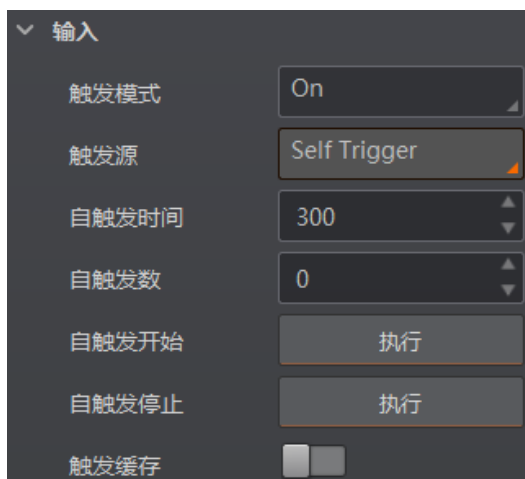 输入
触发模式 On
触发源 Self Trigger
自触发时间 300
自触发数 0
自触发开始 执行
自触发停止 执行
触发缓存